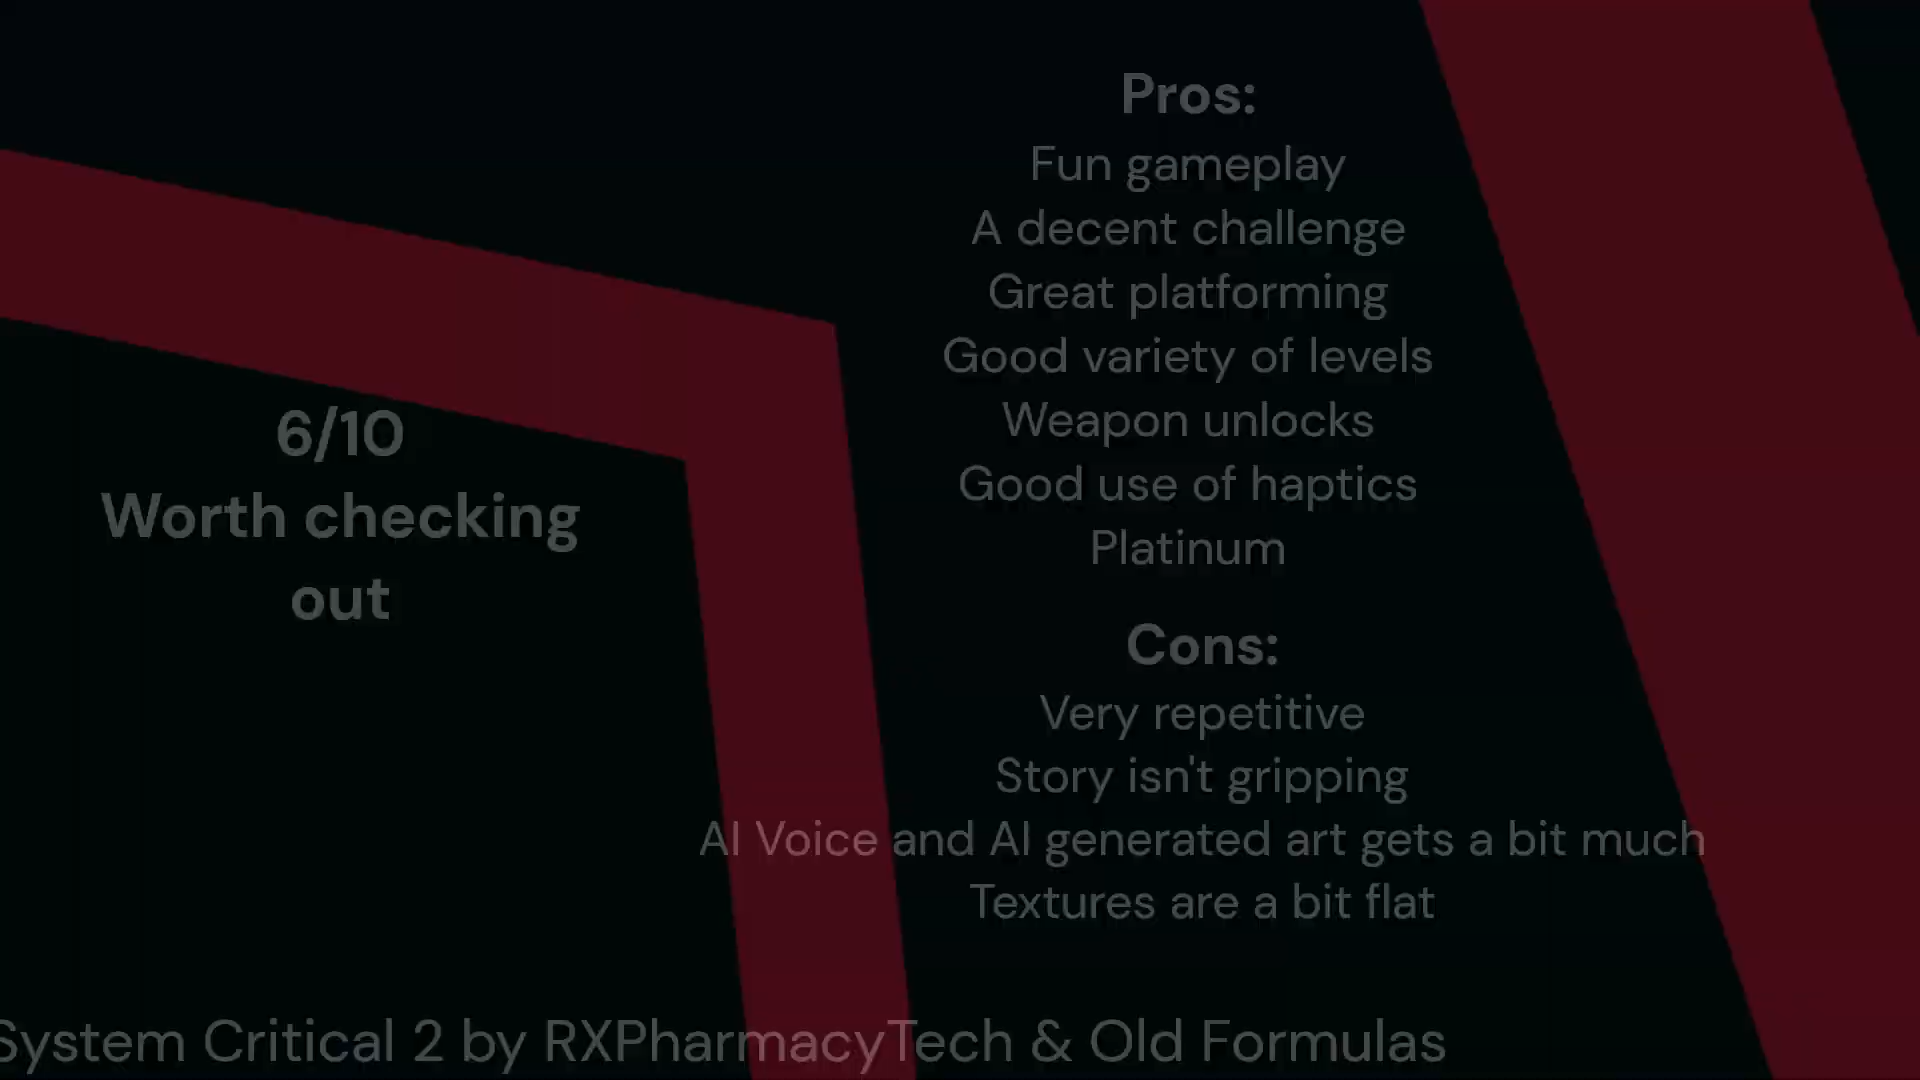 6/10
Worth checking
out
Pros:
Fun gameplay
A decent challenge
Great platforming
Good variety of levels
Weapon unlocks
Good use of haptics
Platinum
Cons:
Very repetitive
Story isn't gripping
AI Voice and AI generated art gets a bit much
Textures are a bit flat
System Critical 2 by RXPharmacyTech & Old Formulas